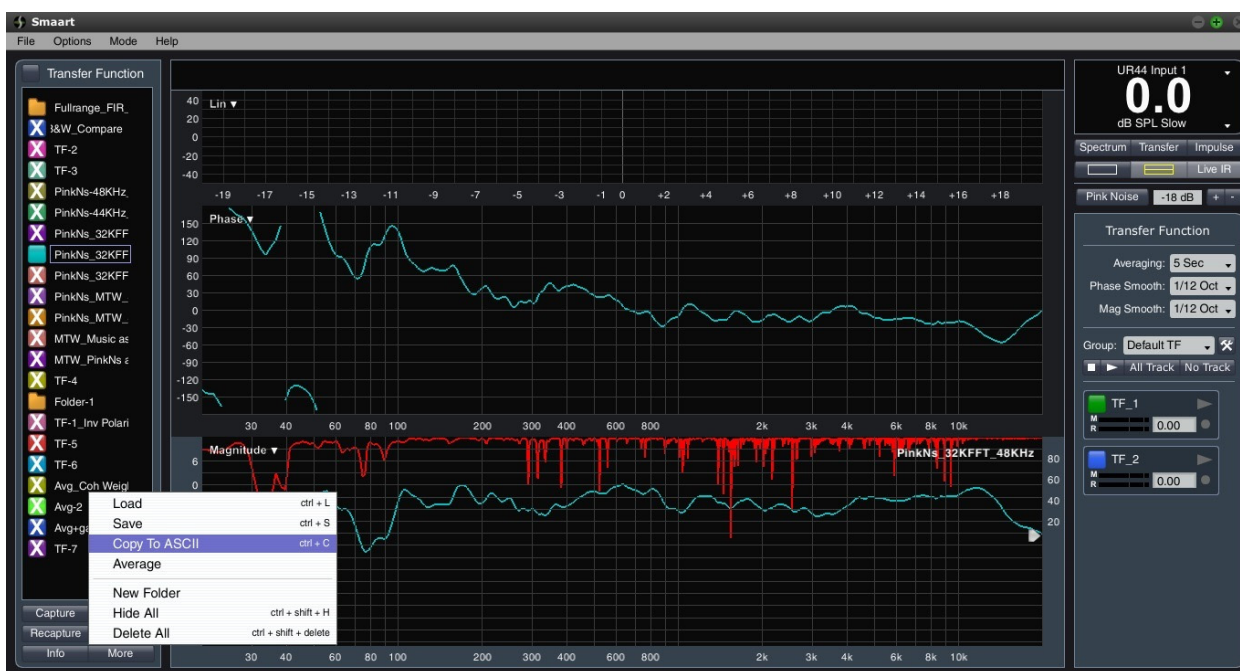 Smaart
File Options Mode Help
Transfer Function
Fullrange_FIR_
&W_Compare
TF-2
TF-3
PinkNs-48KHz_
PinkNs-44KHz_
PinkNs_32KFF
PinkNs_32KFF
PinkNs_32KFF
PinkNs_MTW_
PinkNs_MTW_
MTW_Music as
MTW_PinkNs a
TF-4
Folder-1
TF-1_Inv Polari
TF-5
TF-6
Avg_Coh Weigl
Avg-2
Avg+ga
TF-7
Capture
Recapture
Info More
Load ctrl + L
Save ctrl + S
Copy To ASCII ctrl + C
Average
New Folder
Hide All ctrl + shift + H
Delete All ctrl + shift + delete
Lin ▼
40
20
0
-20
-40
-19 -17 -15 -13 -11 -9 -7 -5 -3 -1 0 +2 +4 +6 +8 +10 +12 +14 +16 +18
Phase ▼
150
120
90
60
30
0
-30
-60
-90
-120
-150
30 40 60 80 100 200 300 400 600 800 2k 3k 4k 6k 8k 10k
Magnitude ▼
PinkNs_32KFFT_48KHz
6
0
80
60
40
20
30 40 60 80 100 200 300 400 600 800 2k 3k 4k 6k 8k 10k
UR44 Input 1
0.0
dB SPL Slow
Spectrum Transfer Impulse
Live IR
Pink Noise -18 dB + -
Transfer Function
Averaging: 5 Sec
Phase Smooth: 1/12 Oct
Mag Smooth: 1/12 Oct
Group: Default TF
All Track No Track
TF_1
M
R 0.00
TF_2
M
R 0.00